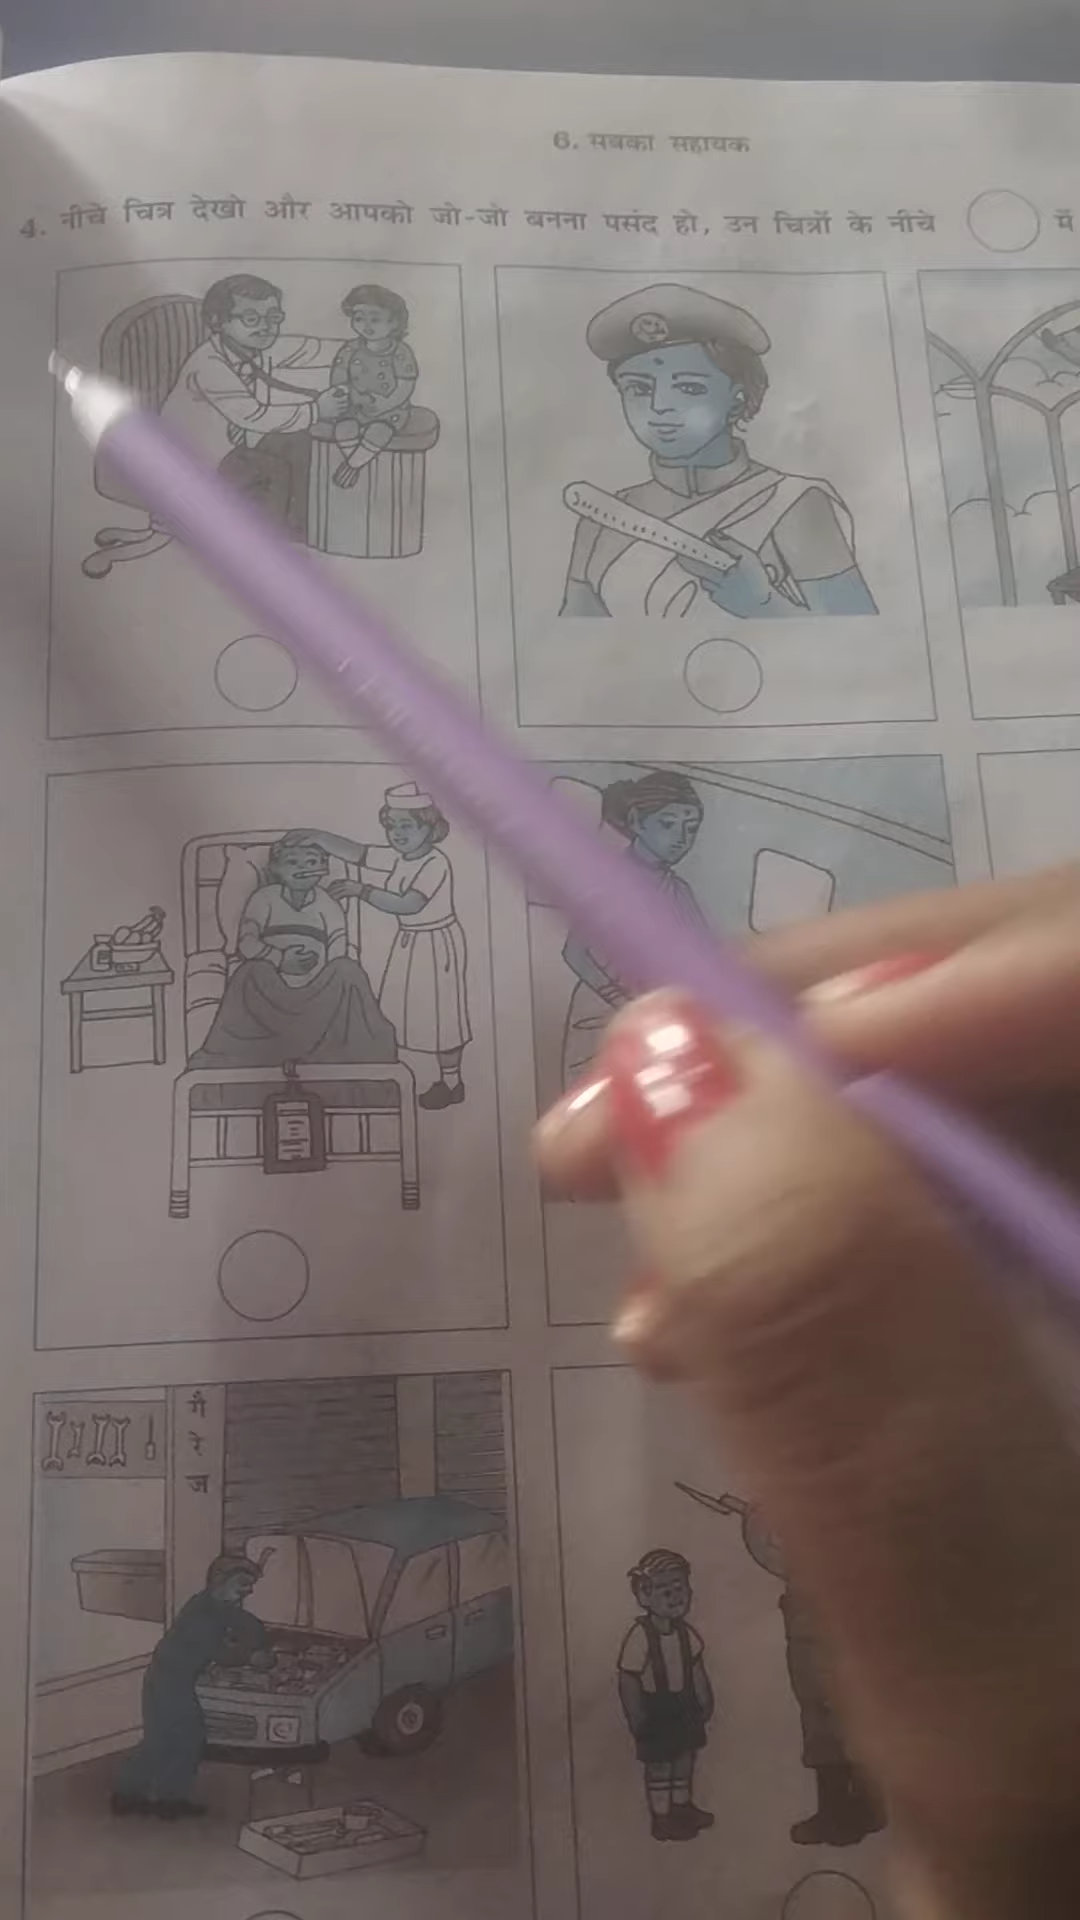 6. सबका सहायक
4. नीचे चित्र देखो और आपको जो-जो बनना पसंद हो, उन चित्रों के नीचे में
गैरेज